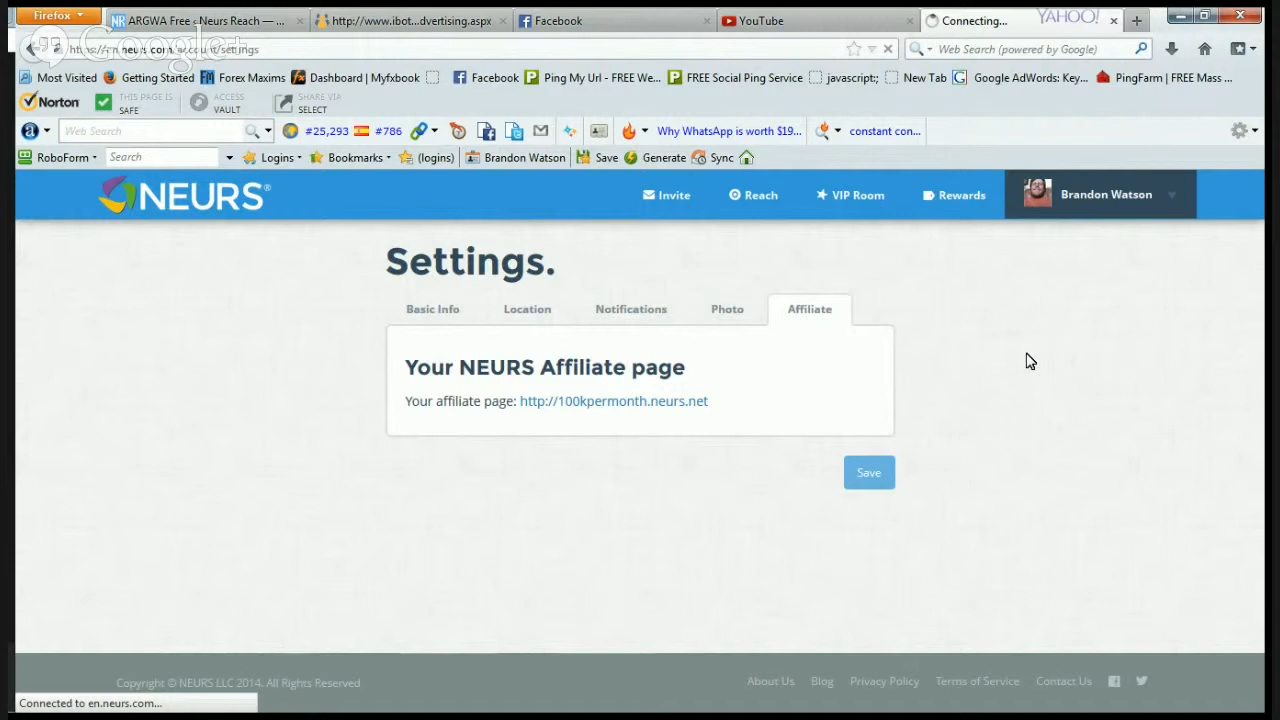 Firefox
ARGWA Free - Neurs Reach — ...
http://www.ibot...dvertising.aspx
Facebook
YouTube
Connecting...
YAHOO!
Google+
neurs.com
Web Search (powered by Google)
Most Visited
Getting Started
Forex Maxims
Dashboard | Myfxbook
Facebook
Ping My Url - FREE We...
FREE Social Ping Service
javascript:;
New Tab
Google AdWords: Key...
PingFarm | FREE Mass ...
Norton
THIS PAGE IS
SAFE
ACCESS
VAULT
SHARE VIA
SELECT
Web Search
#25,293
#786
Why WhatsApp is worth $19...
constant con...
RoboForm
Search
Logins
Bookmarks
(logins)
Brandon Watson
Save
Generate
Sync
NEURS®
Invite
Reach
VIP Room
Rewards
Brandon Watson
Settings.
Basic Info
Location
Notifications
Photo
Affiliate
Your NEURS Affiliate page
Your affiliate page: http://100kpermonth.neurs.net
Save
Copyright © NEURS LLC 2014. All Rights Reserved
About Us
Blog
Privacy Policy
Terms of Service
Contact Us
Connected to en.neurs.com...